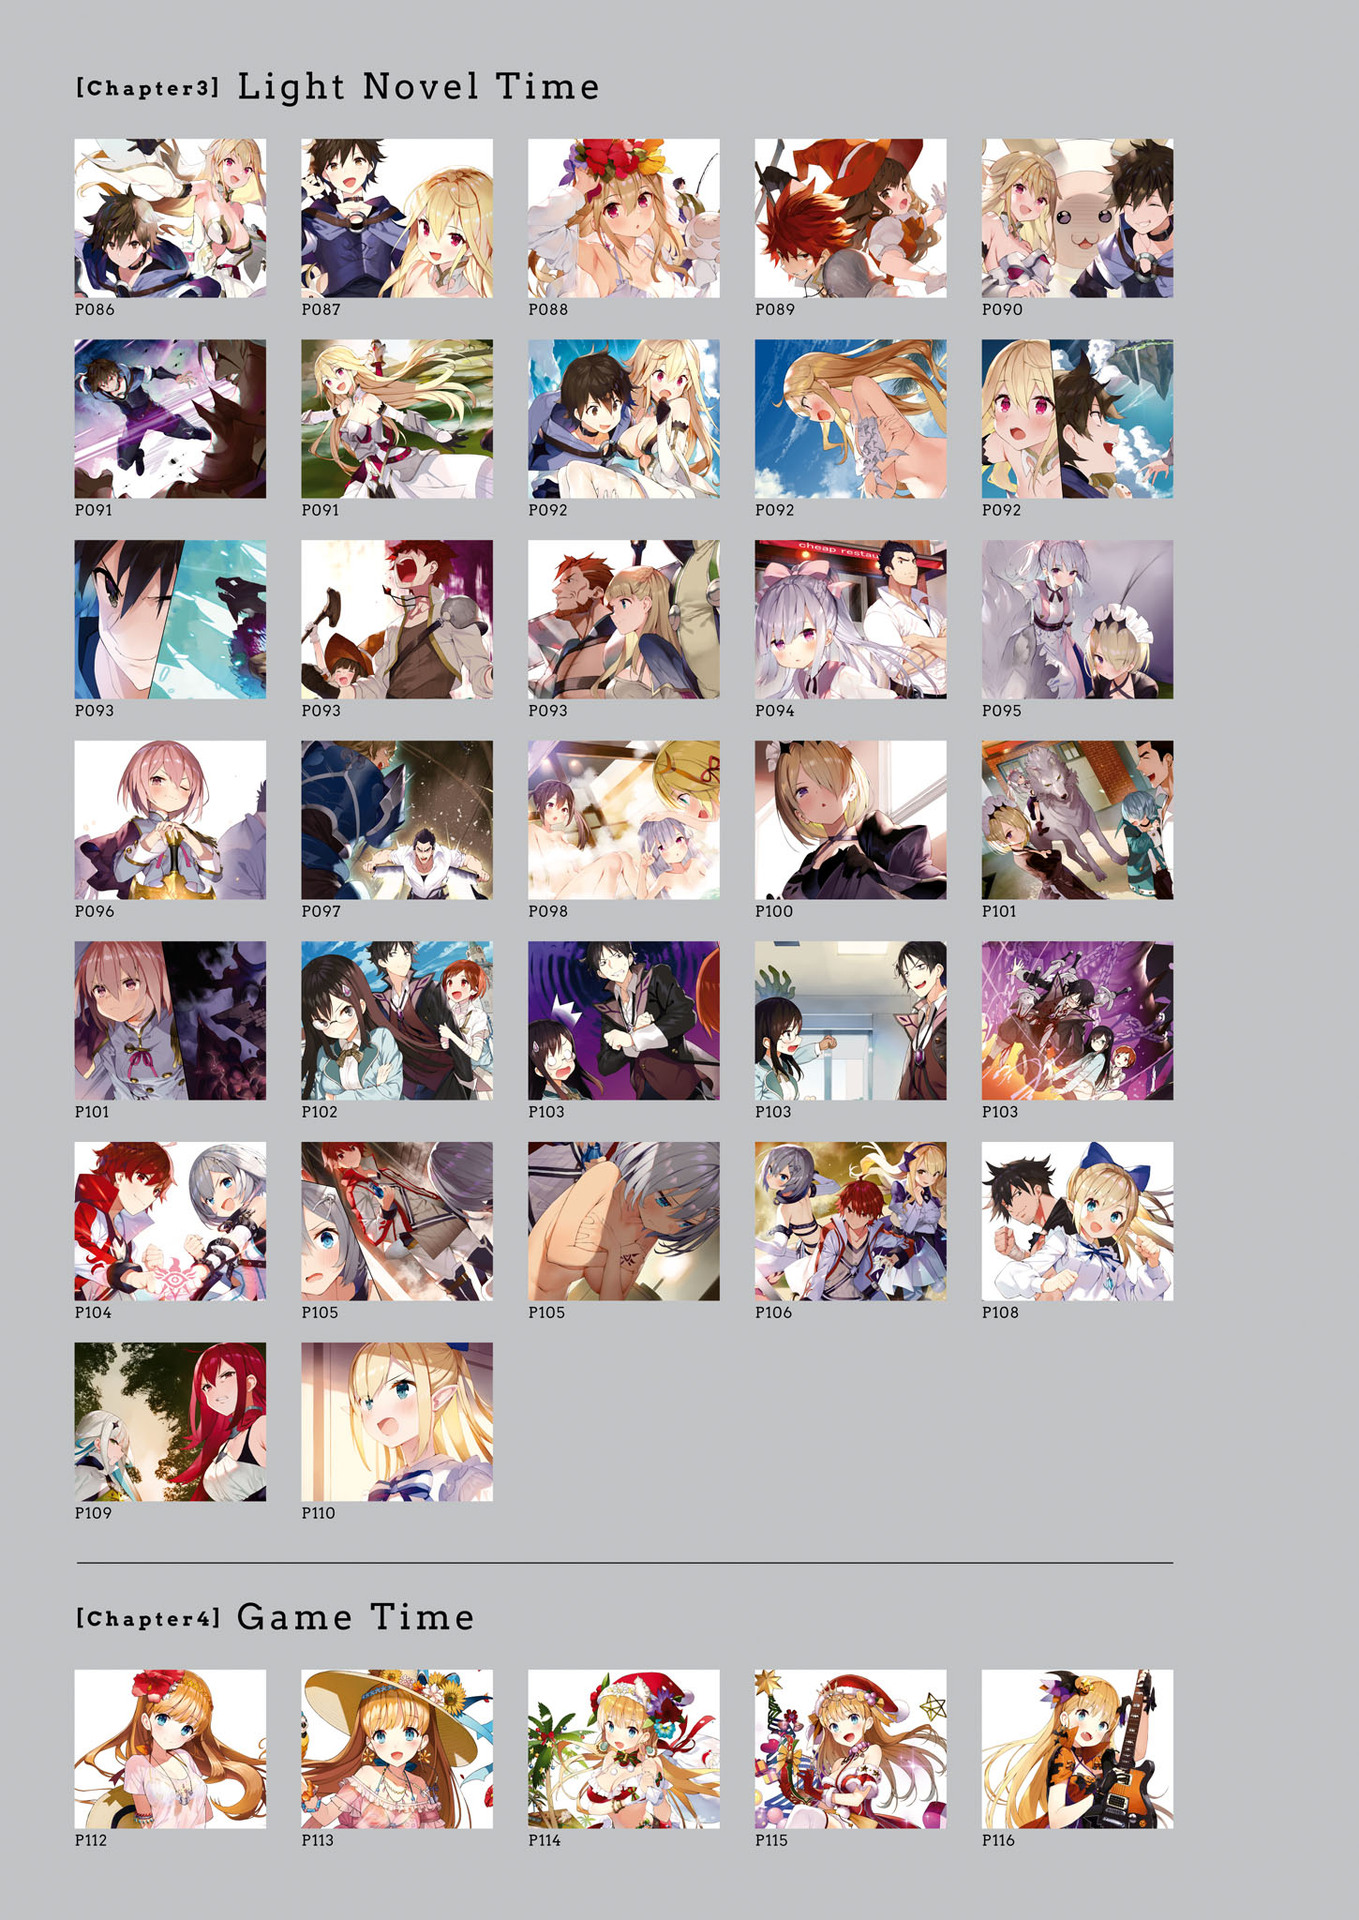 [Chapter3] Light Novel Time
P086 P087 P088 P089 P090
P091 P091 P092 P092 P092
cheap restau
P093 P093 P093 P094 P095
P096 P097 P098 P100 P101
P101 P102 P103 P103 P103
P104 P105 P105 P106 P108
P109 P110
[Chapter4] Game Time
P112 P113 P114 P115 P116